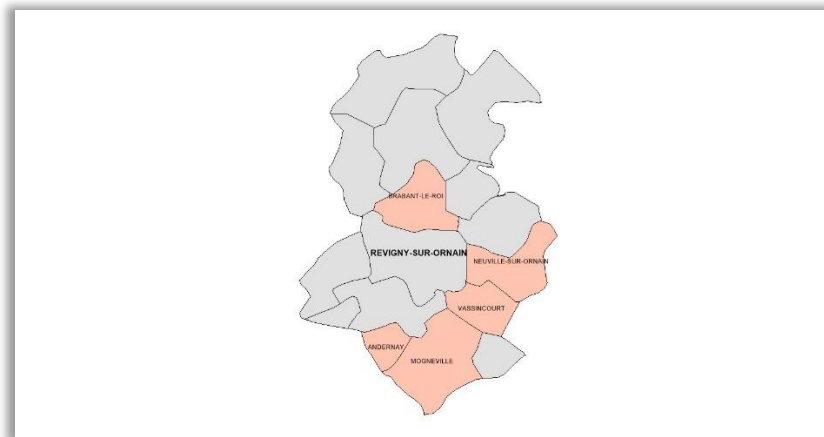 BRABANT-LE-ROI
REVIGNY-SUR-ORNAIN
NEUVILLE-SUR-ORNAIN
VASSINCOURT
ANDERNAY
MOGNEVILLE